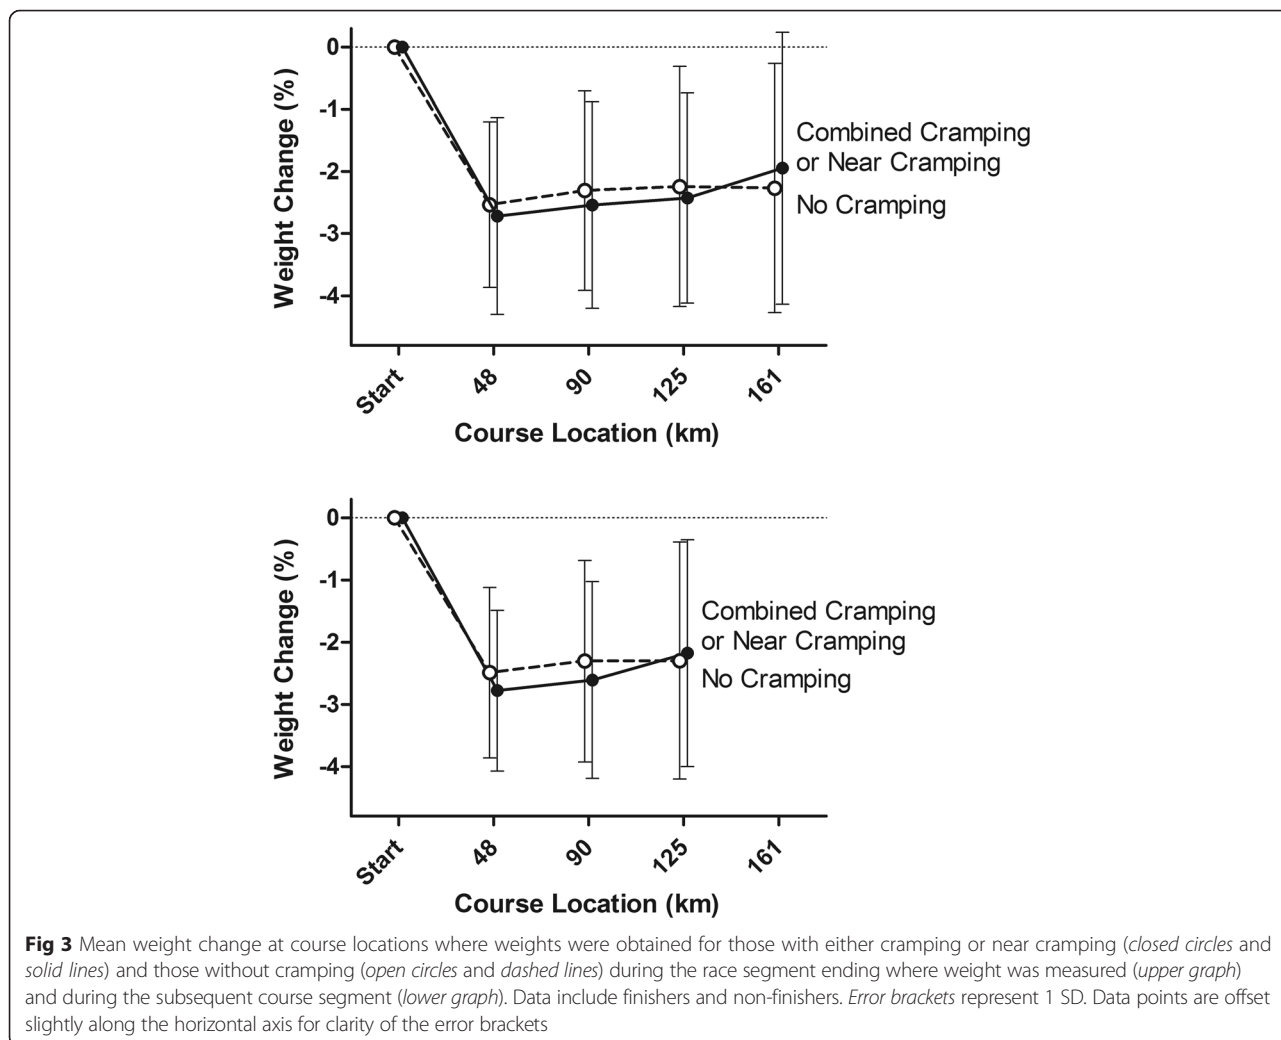 0
-1
-2
-3
-4
Weight Change (%)
Combined Cramping
or Near Cramping
No Cramping
Start
48
90
125
161
Course Location (km)
0
-1
-2
-3
-4
Weight Change (%)
Combined Cramping
or Near Cramping
No Cramping
Start
48
90
125
161
Course Location (km)
Fig 3 Mean weight change at course locations where weights were obtained for those with either cramping or near cramping (closed circles and
solid lines) and those without cramping (open circles and dashed lines) during the race segment ending where weight was measured (upper graph)
and during the subsequent course segment (lower graph). Data include finishers and non-finishers. Error brackets represent 1 SD. Data points are offset
slightly along the horizontal axis for clarity of the error brackets